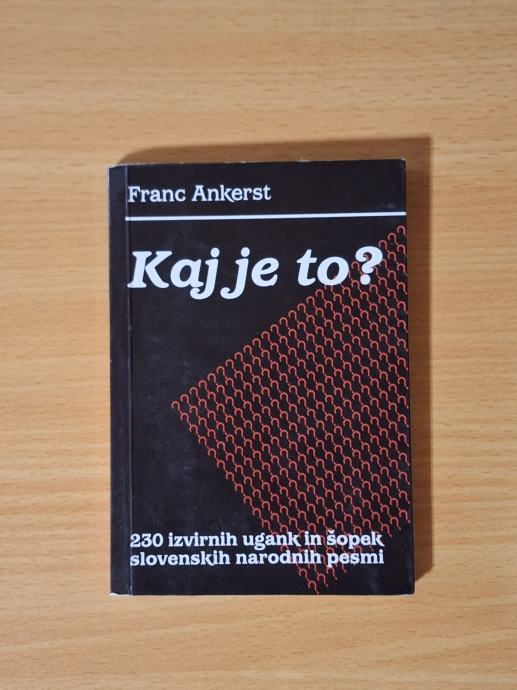 Franc Ankerst
Kaj je to?
230 izvirnih ugank in šopek
slovenskih narodnih pesmi